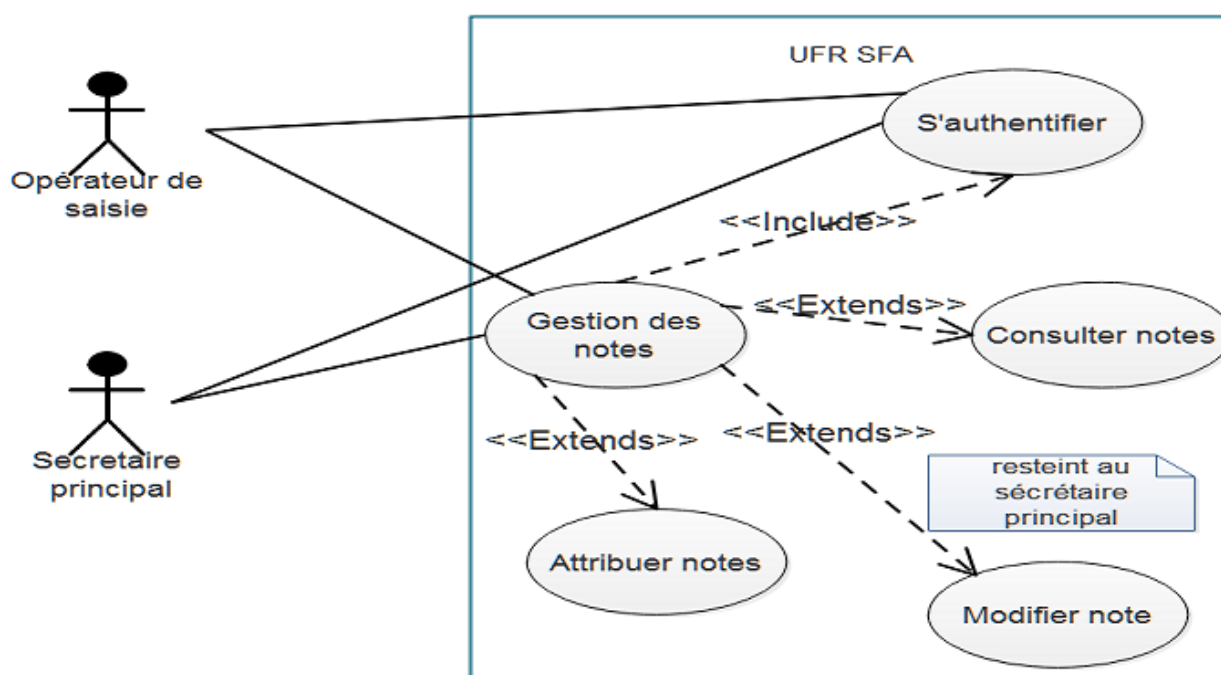 UFR SFA
S'authentifier
Opérateur de
saisie
<<Include>>
<<Extends>>
Gestion des
notes
Consulter notes
<<Extends>>
<<Extends>>
Secretaire
principal
resteint au
sécrétaire
principal
Attribuer notes
Modifier note